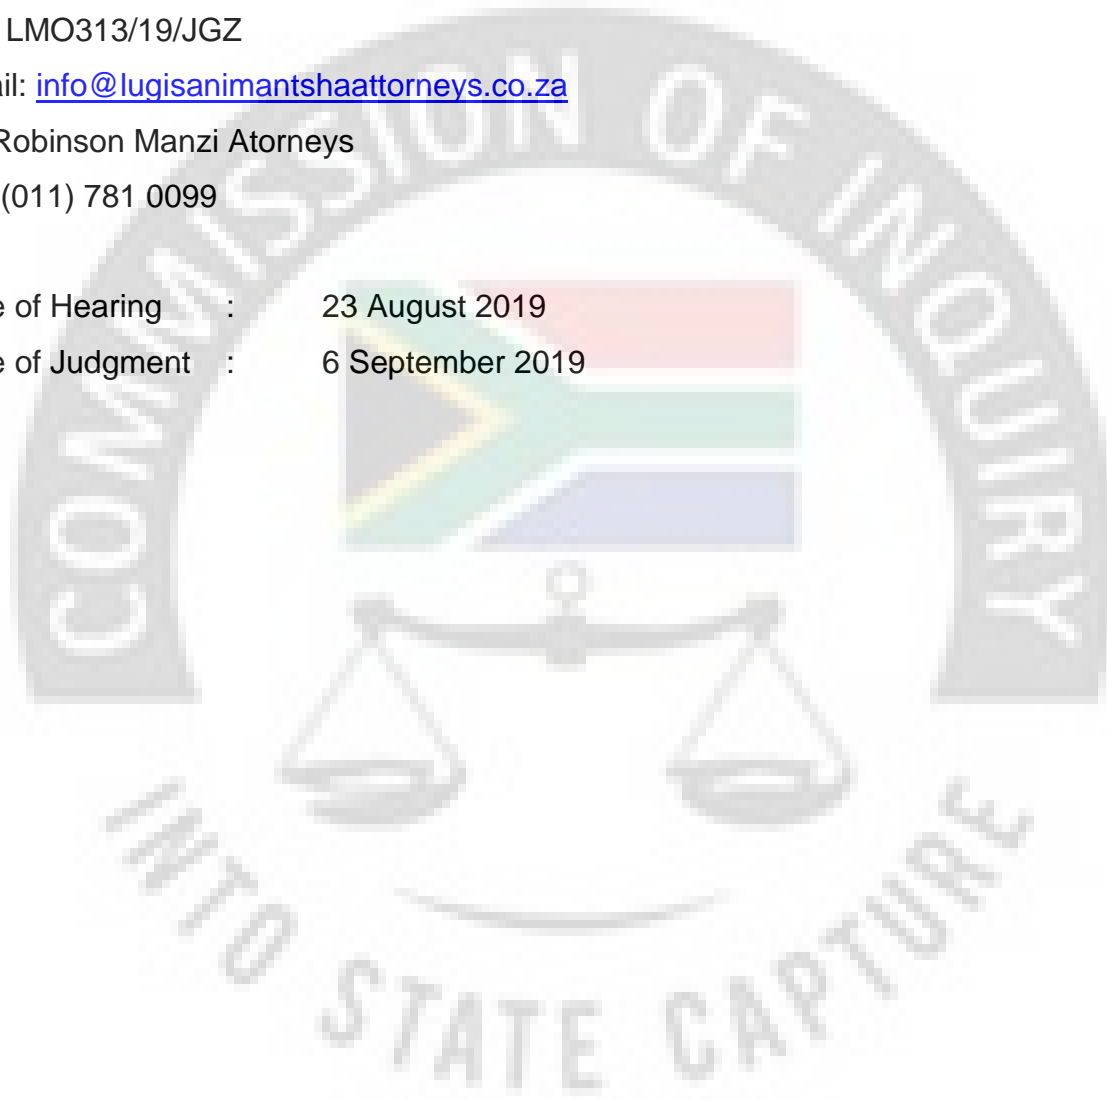 LMO313/19/JGZ
ail: info@lugisanimantshaattorneys.co.za
Robinson Manzi Atorneys
(011) 781 0099
e of Hearing : 23 August 2019
e of Judgment : 6 September 2019
COMMISSION OF INQUIRY
INTO STATE CAPTURE